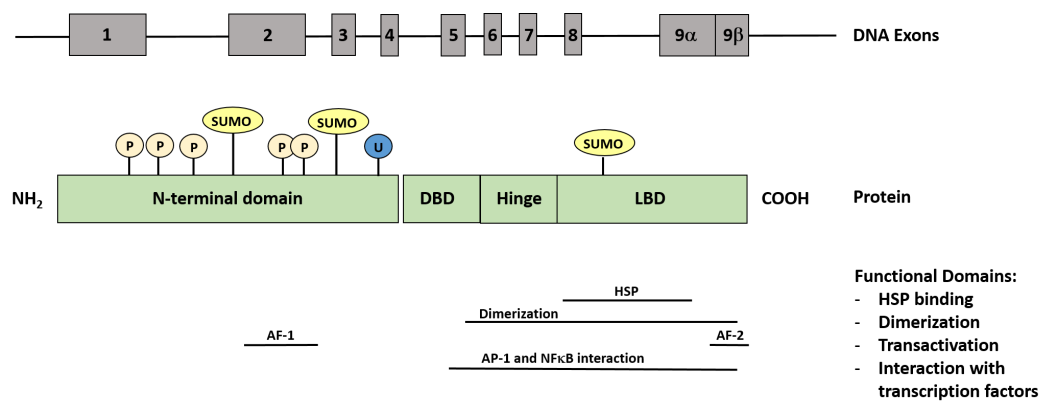 1 2 3 4 5 6 7 8 9α 9β DNA Exons
SUMO SUMO
P P P P P U SUMO
NH2 N-terminal domain DBD Hinge LBD COOH Protein
Functional Domains:
HSP - HSP binding
Dimerization - Dimerization
AF-1 AF-2 - Transactivation
AP-1 and NFκB interaction - Interaction with
transcription factors